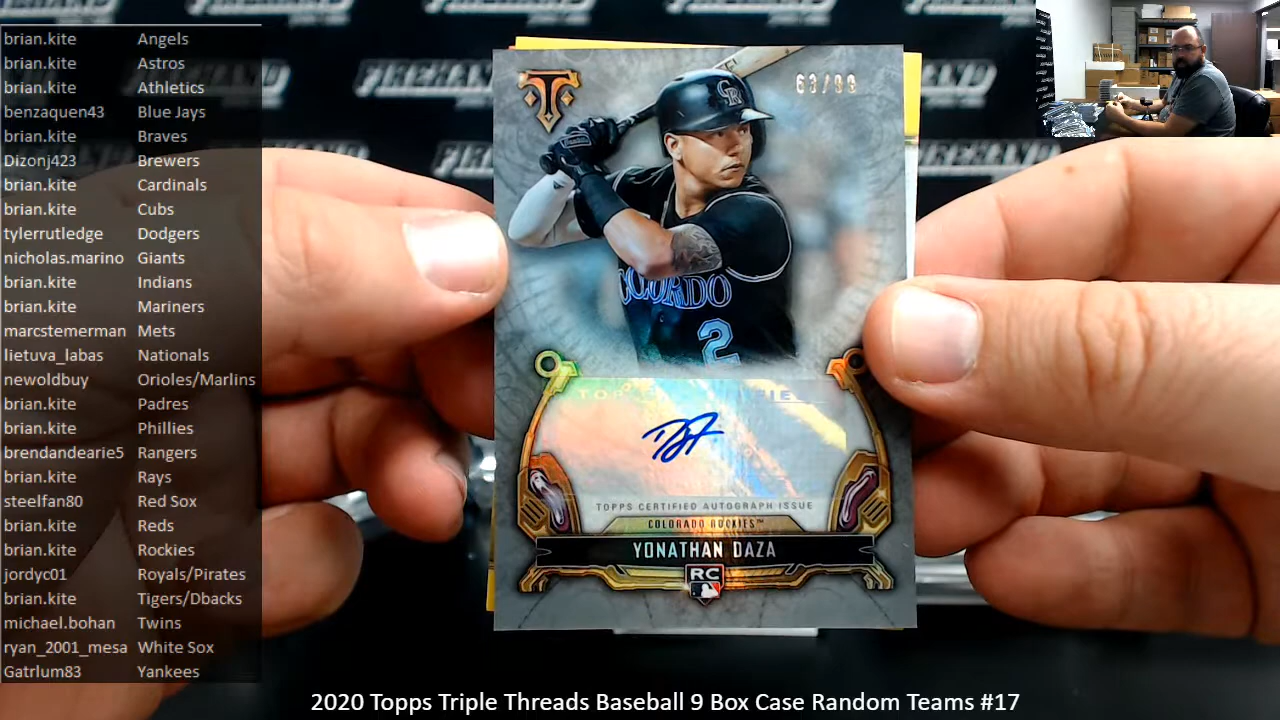 brian.kite Angels
brian.kite Astros
brian.kite Athletics
benzaquen43 Blue Jays
brian.kite Braves
Dizonj423 Brewers
brian.kite Cardinals
brian.kite Cubs
tylerrutledge Dodgers
nicholas.marino Giants
brian.kite Indians
brian.kite Mariners
marcstemerman Mets
lietuva_labas Nationals
newoldbuy Orioles/Marlins
brian.kite Padres
brian.kite Phillies
brendandearie5 Rangers
brian.kite Rays
steelfan80 Red Sox
brian.kite Reds
brian.kite Rockies
jordyc01 Royals/Pirates
brian.kite Tigers/Dbacks
michael.bohan Twins
ryan_2001_mesa White Sox
Gatrlum83 Yankees
FIREHAND
63/99
CR
COLORADO
2
TOPPS CERTIFIED AUTOGRAPH ISSUE
COLORADO ROCKIES™
YONATHAN DAZA
RC
2020 Topps Triple Threads Baseball 9 Box Case Random Teams #17